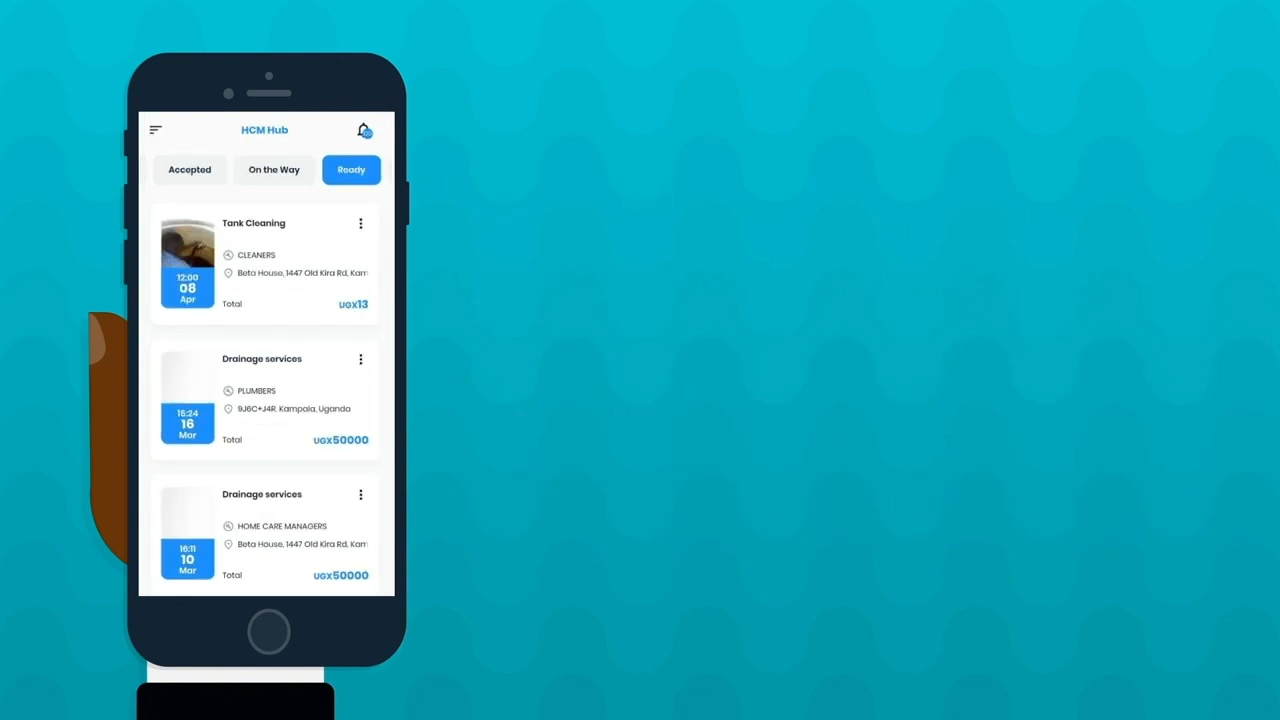 HCM Hub
Accepted
On the Way
Ready
Tank Cleaning
CLEANERS
Beta House, 1447 Old Kira Rd, Kam
12:00
08
Apr
Total
UGX13
Drainage services
PLUMBERS
9J6C+J4R, Kampala, Uganda
16:24
16
Mar
Total
UGX50000
Drainage services
HOME CARE MANAGERS
Beta House, 1447 Old Kira Rd, Kam
16:11
10
Mar
Total
UGX50000